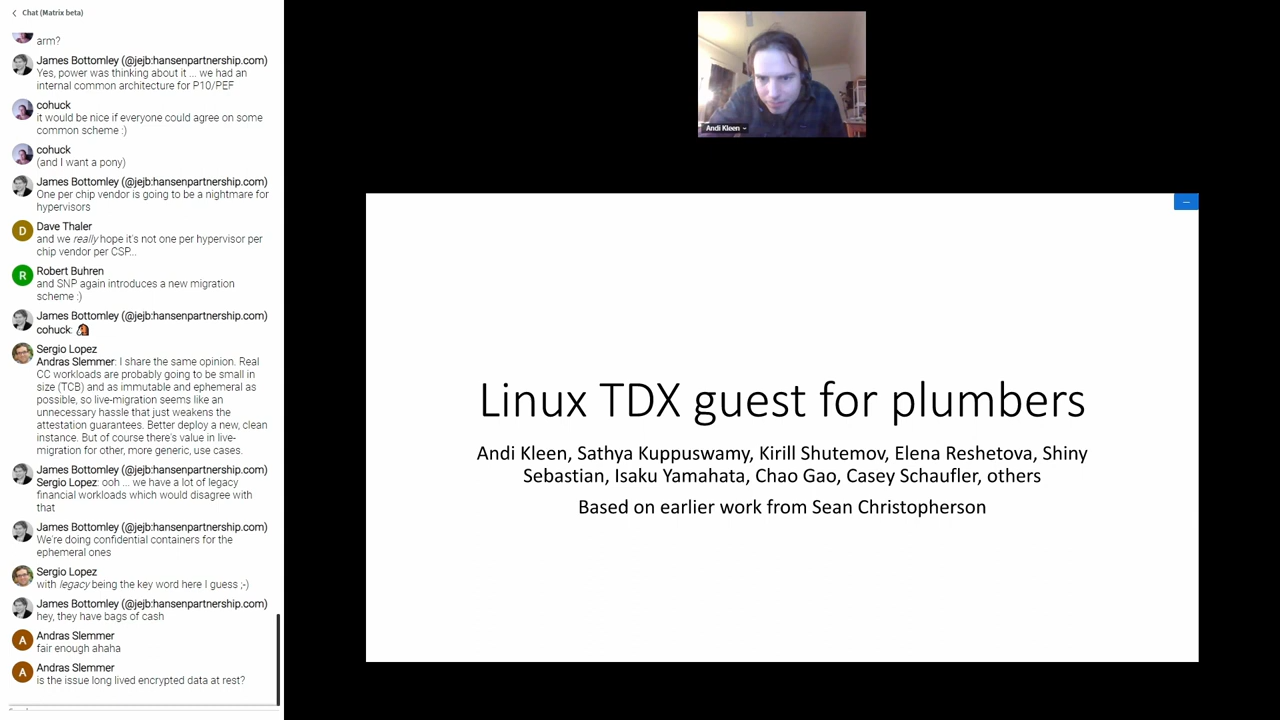 Chat (Matrix beta)
arm?
James Bottomley (@jejb:hansenpartnership.com)
Yes, power was thinking about it ... we had an
internal common architecture for P10/PEF
cohuck
it would be nice if everyone could agree on some
common scheme :)
cohuck
(and I want a pony)
James Bottomley (@jejb:hansenpartnership.com)
One per chip vendor is going to be a nightmare for
hypervisors
D
Dave Thaler
and we really hope it's not one per hypervisor per
chip vendor per CSP...
R
Robert Buhren
and SNP again introduces a new migration
scheme :)
James Bottomley (@jejb:hansenpartnership.com)
cohuck:
Sergio Lopez
Andras Slemmer: I share the same opinion. Real
CC workloads are probably going to be small in
size (TCB) and as immutable and ephemeral as
possible, so live-migration seems like an
unnecessary hassle that just weakens the
attestation guarantees. Better deploy a new, clean
instance. But of course there's value in live-
migration for other, more generic, use cases.
James Bottomley (@jejb:hansenpartnership.com)
Sergio Lopez: ooh ... we have a lot of legacy
financial workloads which would disagree with
that
James Bottomley (@jejb:hansenpartnership.com)
We're doing confidential containers for the
ephemeral ones
Sergio Lopez
with legacy being the key word here I guess ;-)
James Bottomley (@jejb:hansenpartnership.com)
hey, they have bags of cash
A
Andras Slemmer
fair enough ahaha
A
Andras Slemmer
is the issue long lived encrypted data at rest?
Andi Kleen
Linux TDX guest for plumbers
Andi Kleen, Sathya Kuppuswamy, Kirill Shutemov, Elena Reshetova, Shiny
Sebastian, Isaku Yamahata, Chao Gao, Casey Schaufler, others
Based on earlier work from Sean Christopherson